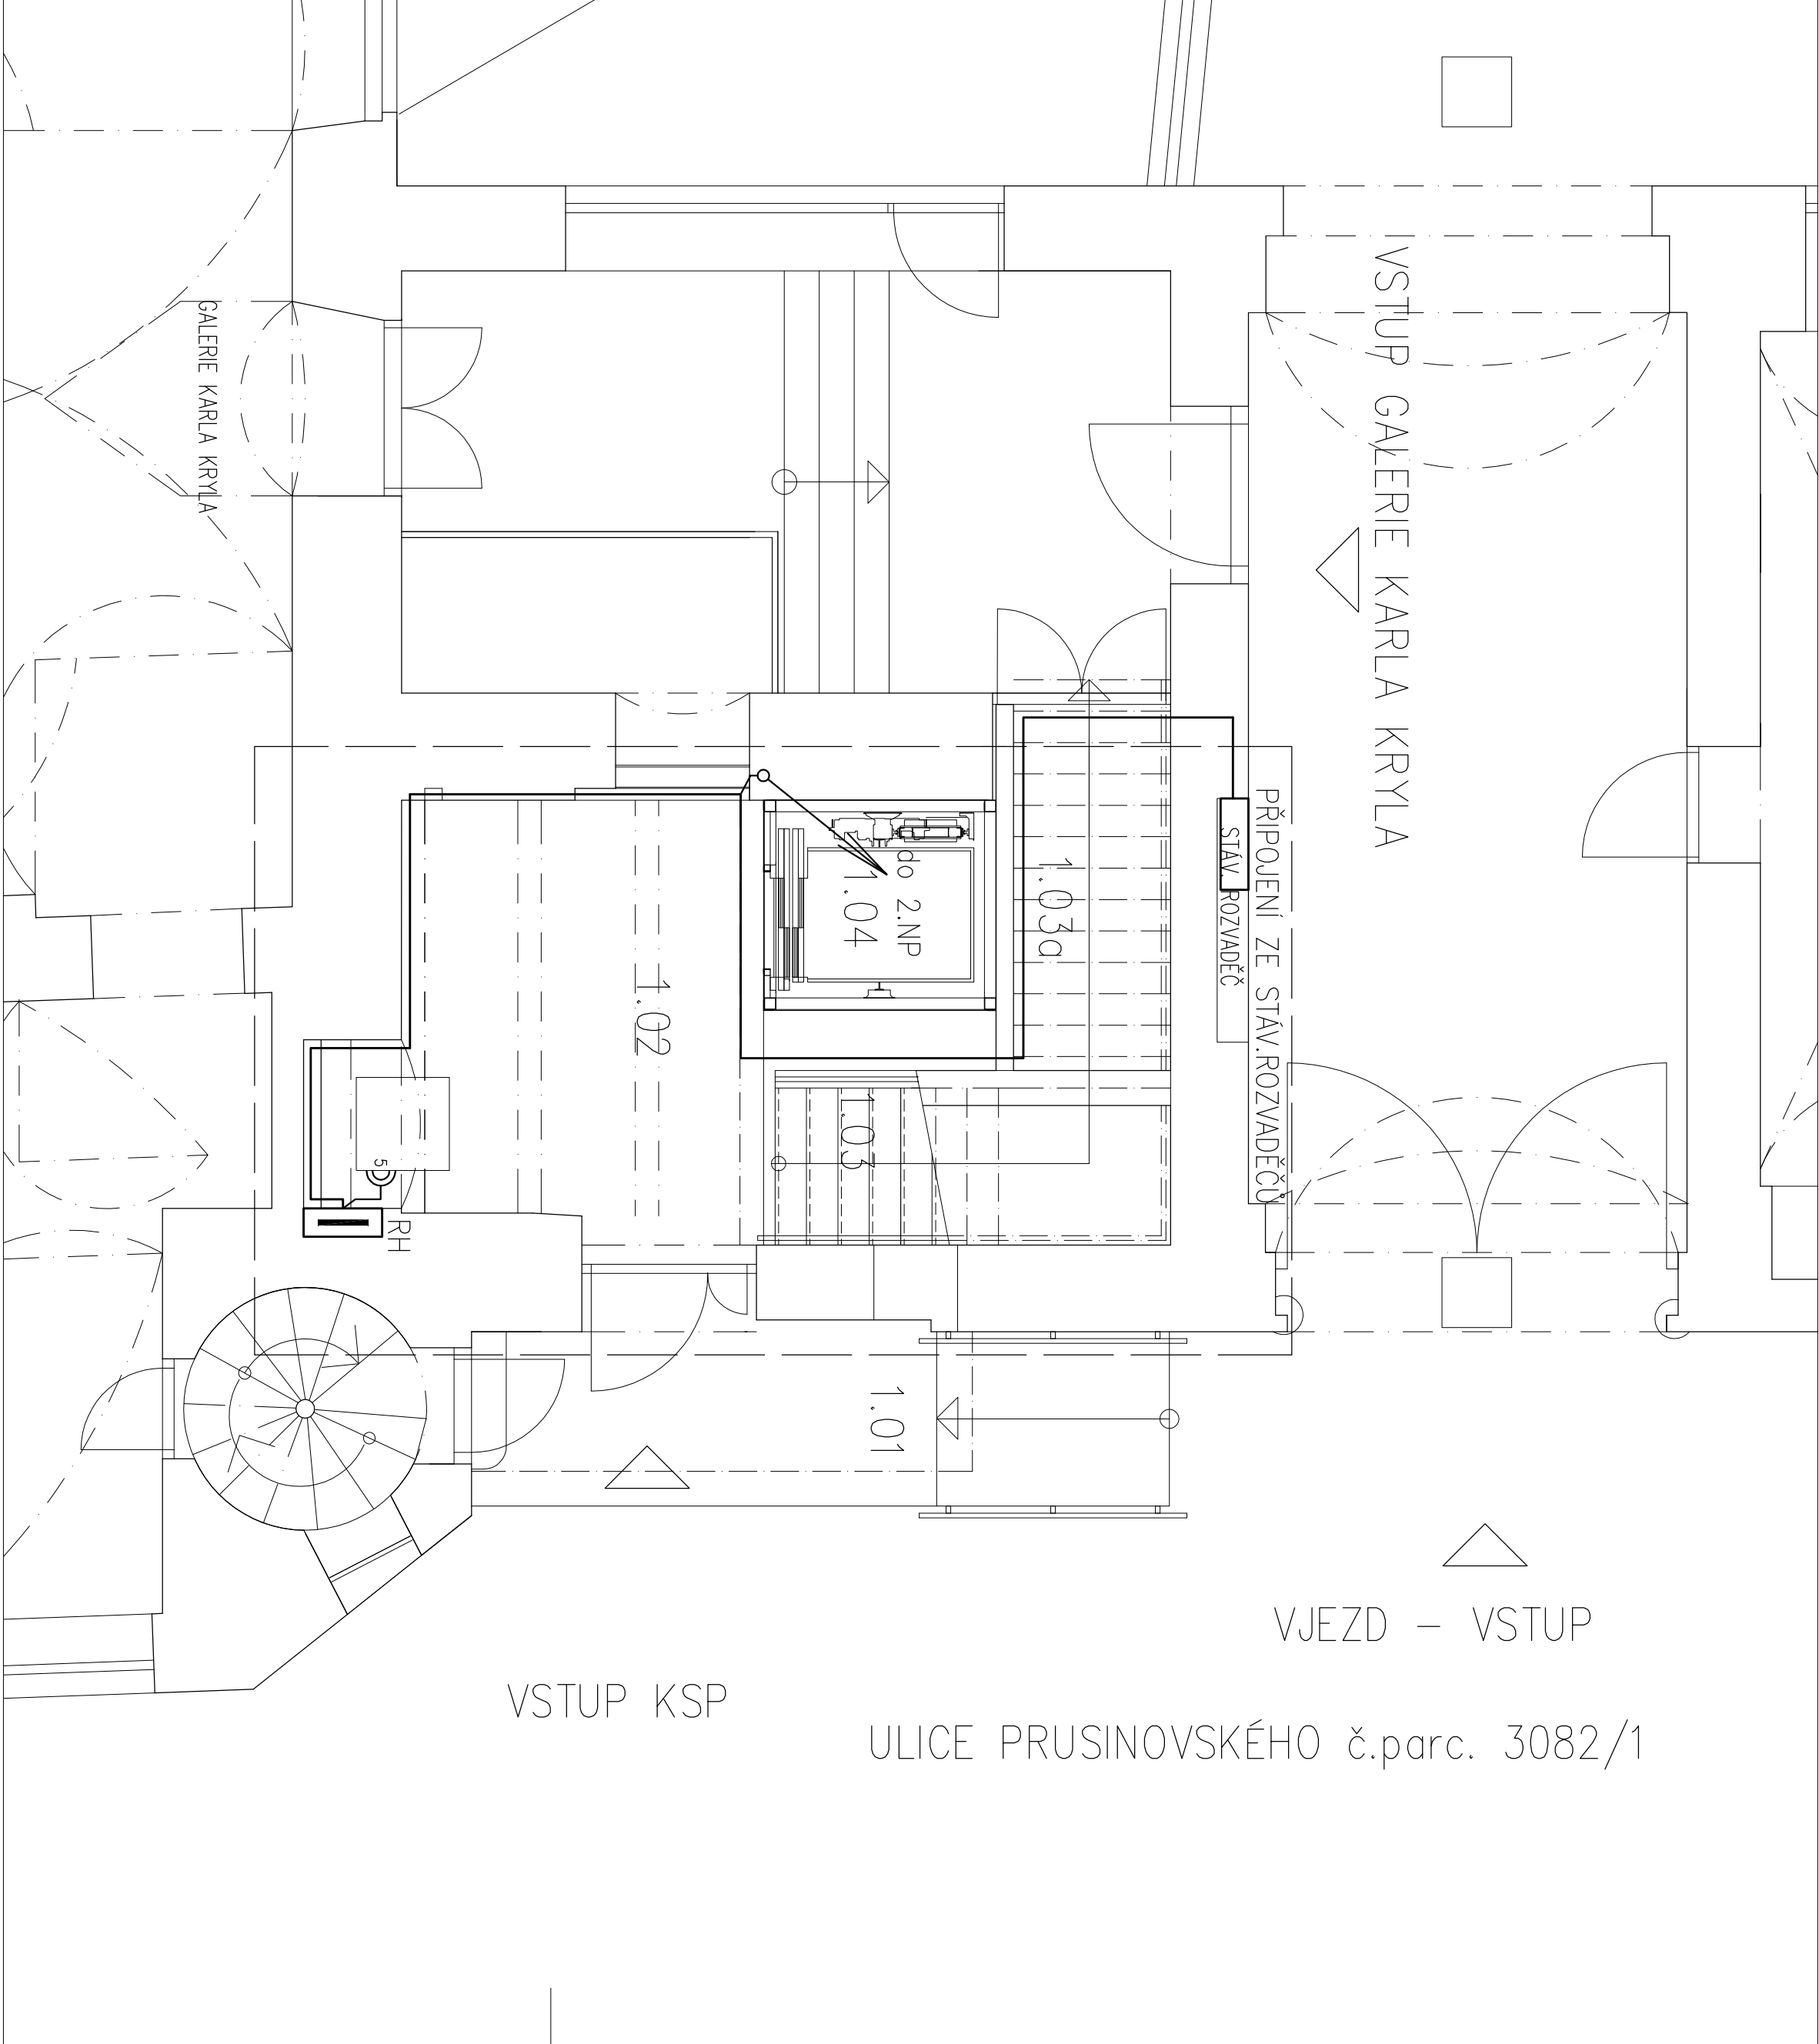 VSTUP GALERIE KARLA KRYLA
GALERIE KARLA KRYLA
PŘIPOJENÍ ZE STÁV.ROZVADĚČŮ
STÁV. ROZVADĚČ
do 2.NP
1.04
1.03a
1.02
1.03
5
RH
1.01
VJEZD – VSTUP
VSTUP KSP
ULICE PRUSINOVSKÉHO č.parc. 3082/1